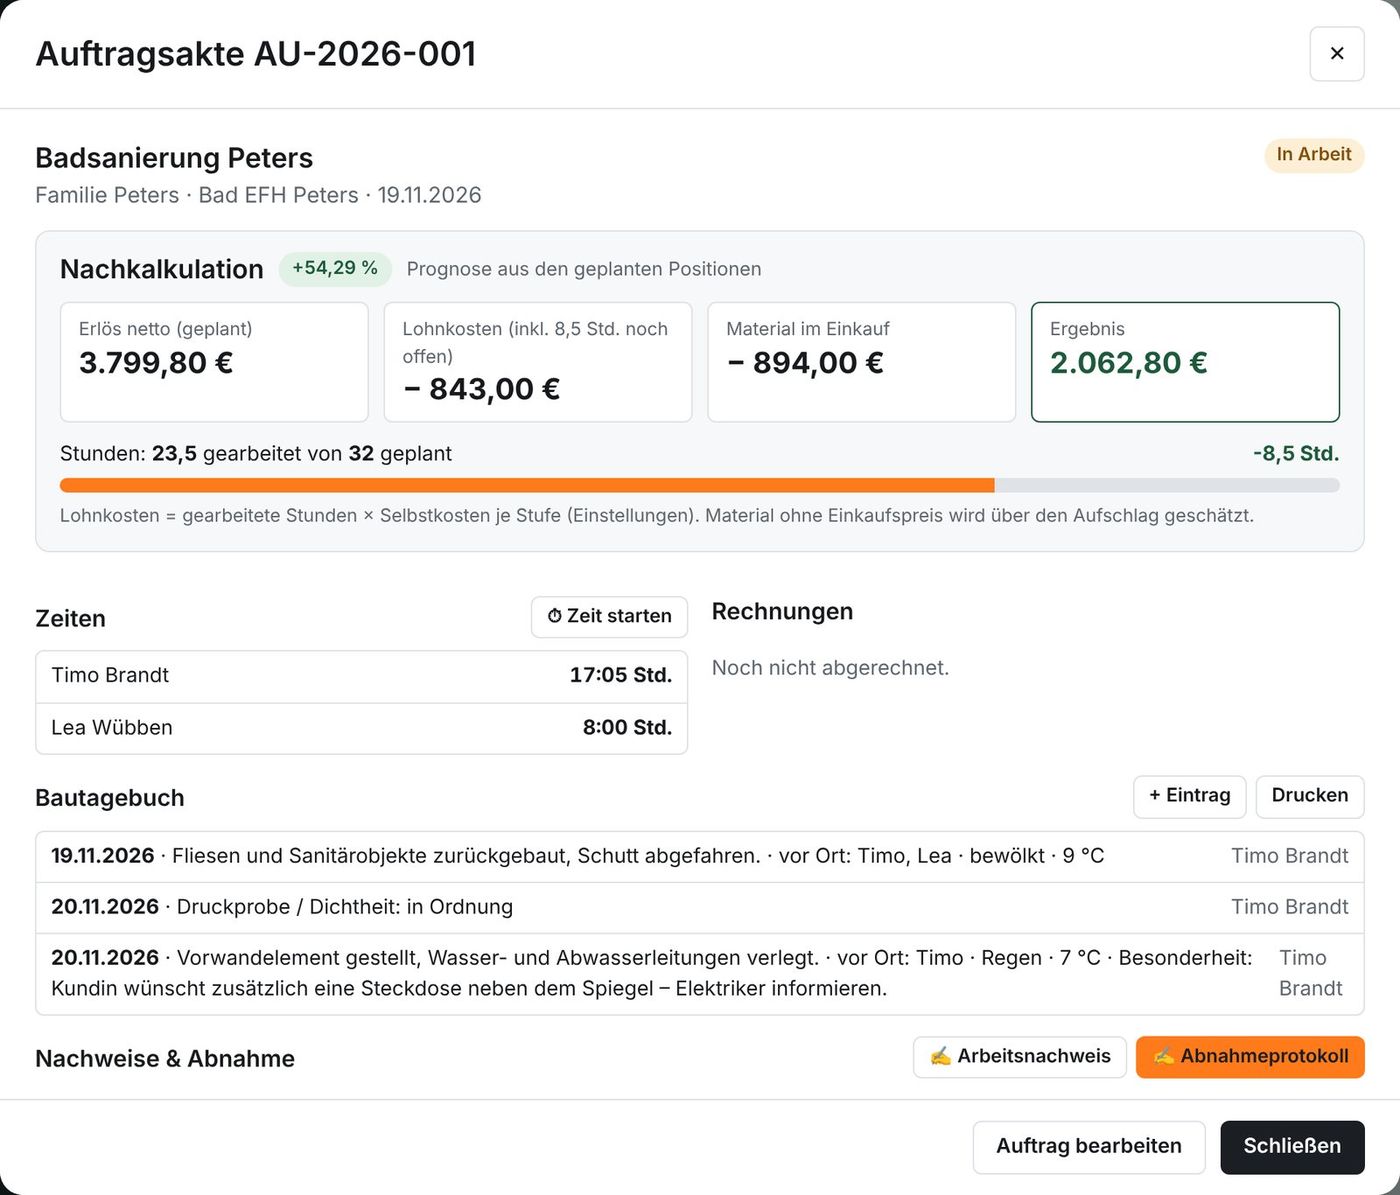 Auftragsakte AU-2026-001
×
Badsanierung Peters
In Arbeit
Familie Peters · Bad EFH Peters · 19.11.2026
Nachkalkulation
+54,29 %
Prognose aus den geplanten Positionen
Erlös netto (geplant)
3.799,80 €
Lohnkosten (inkl. 8,5 Std. noch
offen)
− 843,00 €
Material im Einkauf
− 894,00 €
Ergebnis
2.062,80 €
Stunden: 23,5 gearbeitet von 32 geplant
-8,5 Std.
Lohnkosten = gearbeitete Stunden × Selbstkosten je Stufe (Einstellungen). Material ohne Einkaufspreis wird über den Aufschlag geschätzt.
Zeiten
⏱ Zeit starten
Timo Brandt
17:05 Std.
Lea Wübben
8:00 Std.
Rechnungen
Noch nicht abgerechnet.
Bautagebuch
+ Eintrag
Drucken
19.11.2026 · Fliesen und Sanitärobjekte zurückgebaut, Schutt abgefahren. · vor Ort: Timo, Lea · bewölkt · 9 °C
Timo Brandt
20.11.2026 · Druckprobe / Dichtheit: in Ordnung
Timo Brandt
20.11.2026 · Vorwandelement gestellt, Wasser- und Abwasserleitungen verlegt. · vor Ort: Timo · Regen · 7 °C · Besonderheit:
Kundin wünscht zusätzlich eine Steckdose neben dem Spiegel – Elektriker informieren.
Timo
Brandt
Nachweise & Abnahme
✍️ Arbeitsnachweis
✍️ Abnahmeprotokoll
Auftrag bearbeiten
Schließen